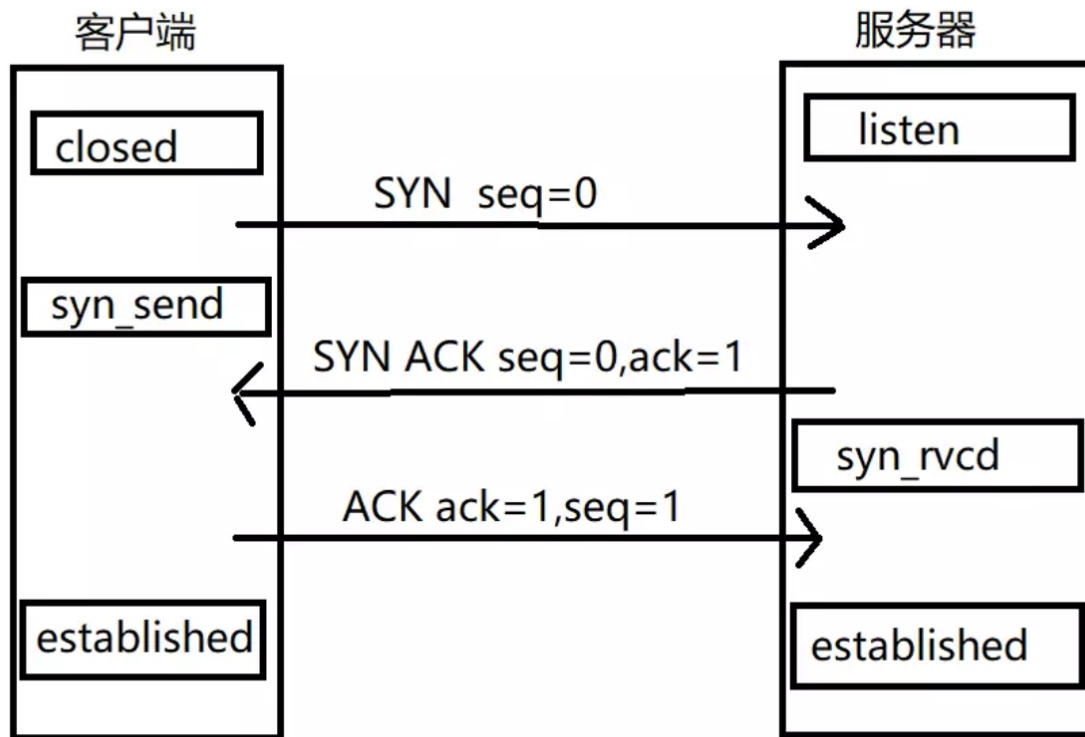 客户端
服务器
closed
listen
SYN  seq=0
syn_send
SYN ACK seq=0,ack=1
syn_rvcd
ACK ack=1,seq=1
established
established